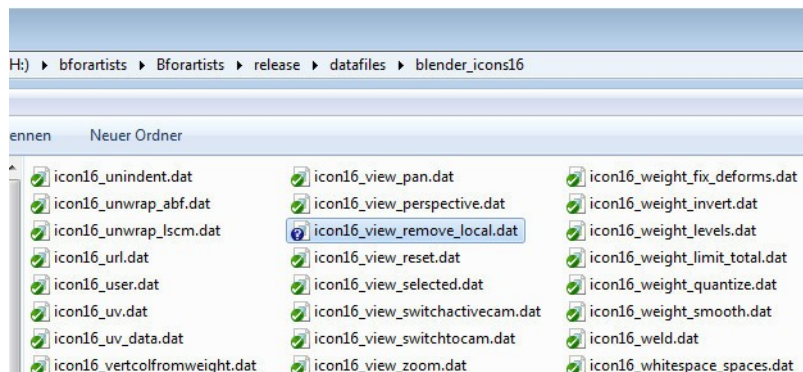 H:) ▸ bforartists ▸ Bforartists ▸ release ▸ datafiles ▸ blender_icons16
ennen Neuer Ordner
icon16_unindent.dat icon16_view_pan.dat icon16_weight_fix_deforms.dat
icon16_unwrap_abf.dat icon16_view_perspective.dat icon16_weight_invert.dat
icon16_unwrap_lscm.dat icon16_view_remove_local.dat icon16_weight_levels.dat
icon16_url.dat icon16_view_reset.dat icon16_weight_limit_total.dat
icon16_user.dat icon16_view_selected.dat icon16_weight_quantize.dat
icon16_uv.dat icon16_view_switchactivecam.dat icon16_weight_smooth.dat
icon16_uv_data.dat icon16_view_switchtocam.dat icon16_weld.dat
icon16_vertcolfromweight.dat icon16_view_zoom.dat icon16_whitespace_spaces.dat